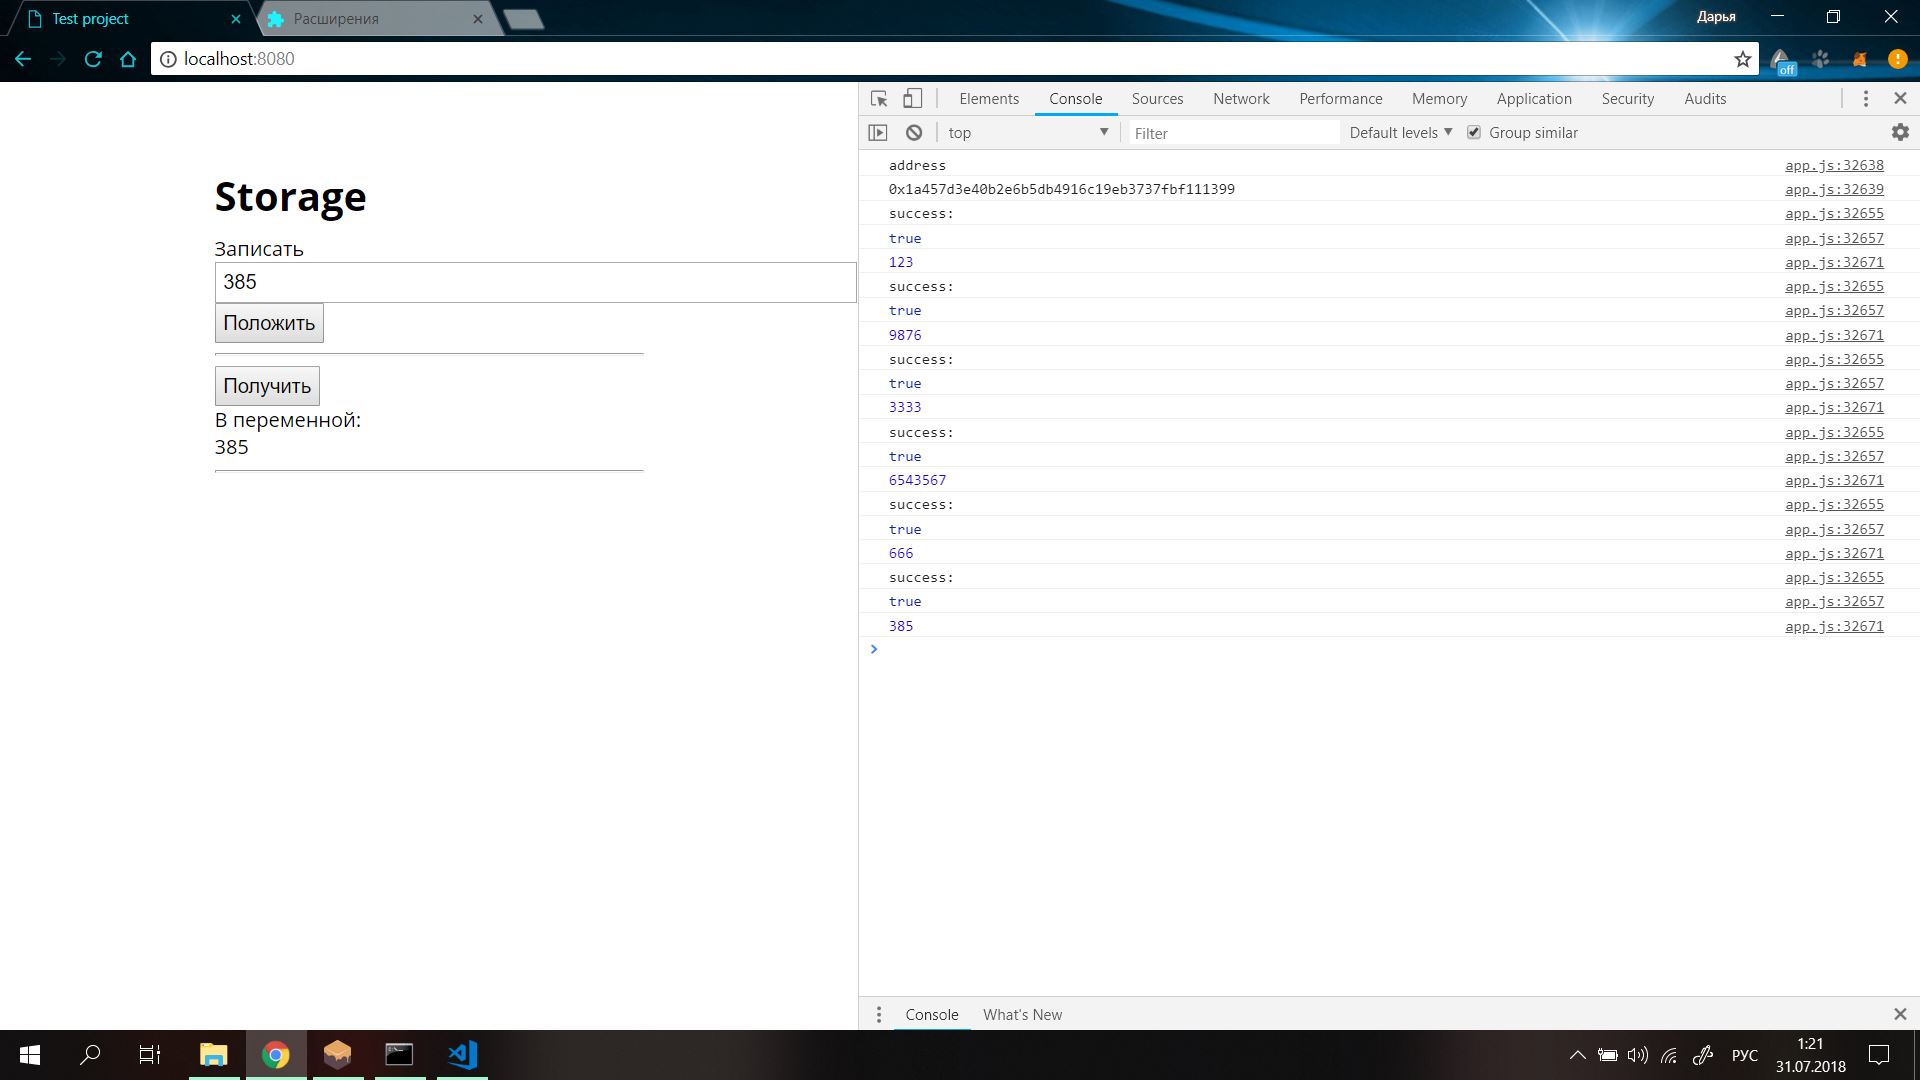 Test project
Расширения
Дарья
localhost:8080
off
Storage
Записать
385
Положить
Получить
В переменной:
385
Elements Console Sources Network Performance Memory Application Security Audits
top Filter Default levels Group similar
address app.js:32638
0x1a457d3e40b2e6b5db4916c19eb3737fbf111399 app.js:32639
success: app.js:32655
true app.js:32657
123 app.js:32671
success: app.js:32655
true app.js:32657
9876 app.js:32671
success: app.js:32655
true app.js:32657
3333 app.js:32671
success: app.js:32655
true app.js:32657
6543567 app.js:32671
success: app.js:32655
true app.js:32657
666 app.js:32671
success: app.js:32655
true app.js:32657
385 app.js:32671
Console What's New
РУС
1:21
31.07.2018